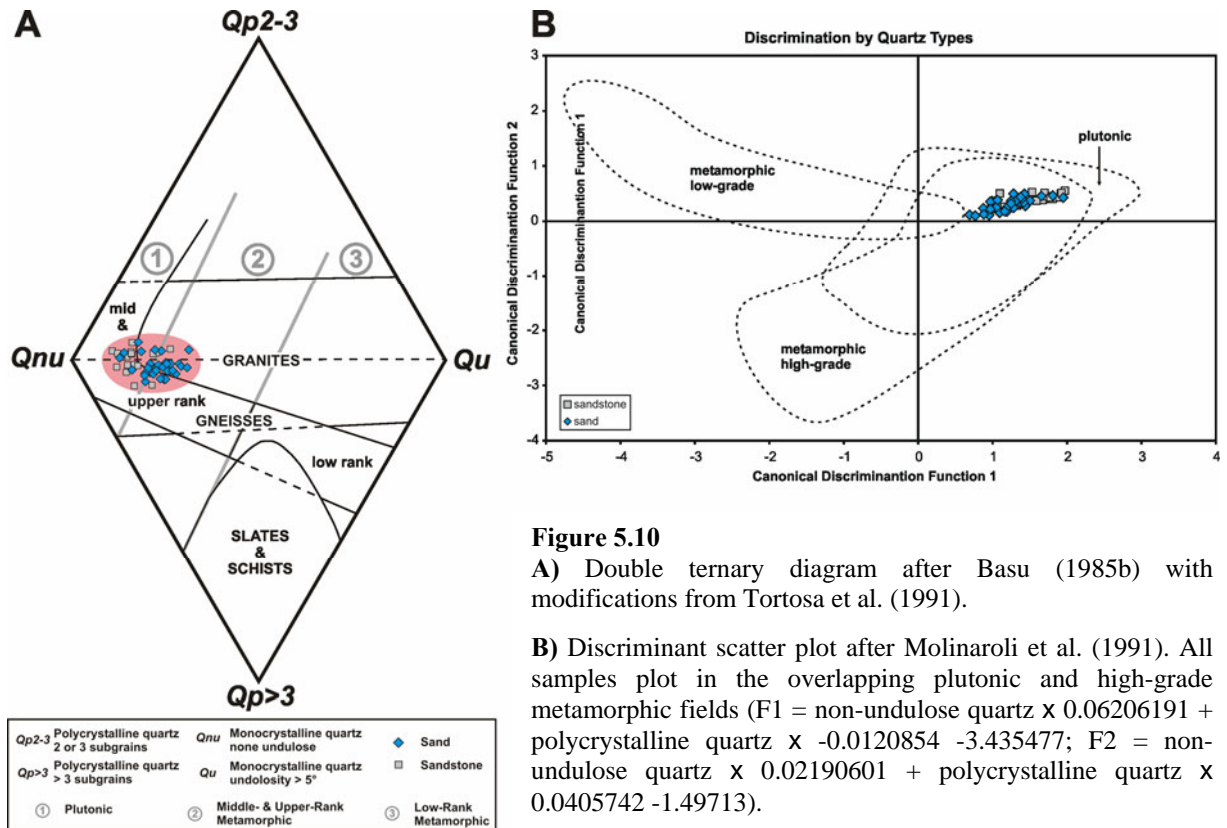 A
Qp2-3
1
2
3
mid
&
Qnu
GRANITES
Qu
upper rank
GNEISSES
low rank
SLATES
&
SCHISTS
Qp>3
Qp2-3 Polycrystalline quartz 2 or 3 subgrains
Qnu Monocrystalline quartz none undulose
Sand
Qp>3 Polycrystalline quartz > 3 subgrains
Qu Monocrystalline quartz undolosity > 5°
Sandstone
1 Plutonic
2 Middle- & Upper-Rank Metamorphic
3 Low-Rank Metamorphic
B
Discrimination by Quartz Types
3
2
1
0
-1
-2
-3
-4
Canonical Discriminantion Function 2
Canonical Discriminantion Function 1
metamorphic
low-grade
plutonic
metamorphic
high-grade
sandstone
sand
-5 -4 -3 -2 -1 0 1 2 3 4
Canonical Discriminantion Function 1
Figure 5.10
A) Double ternary diagram after Basu (1985b) with
modifications from Tortosa et al. (1991).
B) Discriminant scatter plot after Molinaroli et al. (1991). All
samples plot in the overlapping plutonic and high-grade
metamorphic fields (F1 = non-undulose quartz x 0.06206191 +
polycrystalline quartz x -0.0120854 -3.435477; F2 = non-
undulose quartz x 0.02190601 + polycrystalline quartz x
0.0405742 -1.49713).